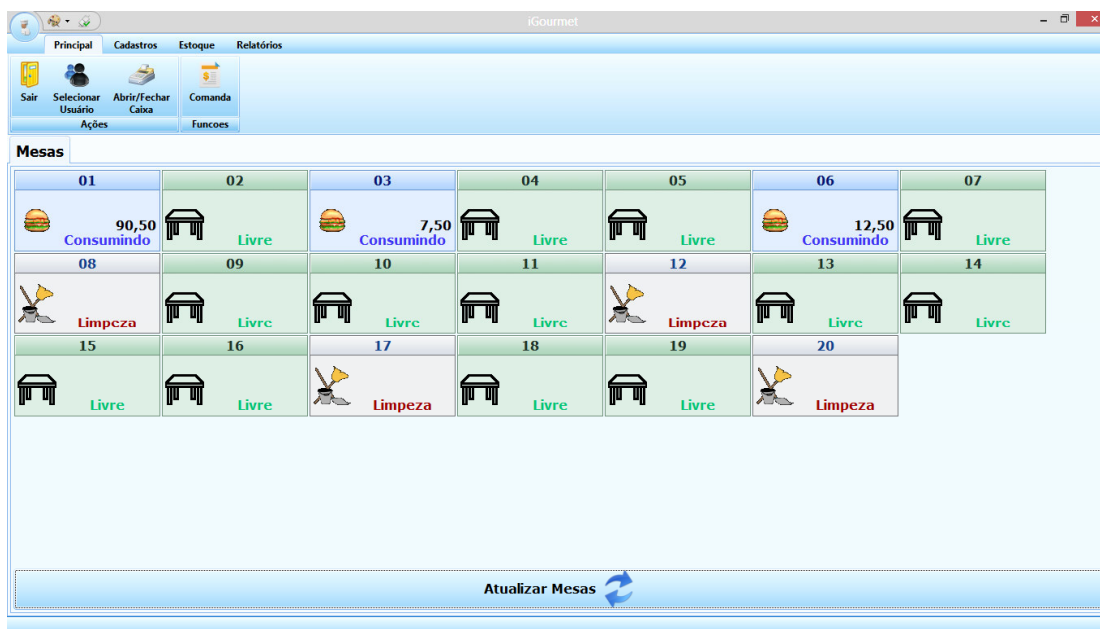 iGourmet
Principal Cadastros Estoque Relatórios
Sair Selecionar Usuário Abrir/Fechar Caixa Comanda
Ações Funcoes
Mesas
01 02 03 04 05 06 07
90,50 7,50 12,50
Consumindo Livre Consumindo Livre Livre Consumindo Livre
08 09 10 11 12 13 14
Limpeza Livre Livre Livre Limpeza Livre Livre
15 16 17 18 19 20
Livre Livre Limpeza Livre Livre Limpeza
Atualizar Mesas